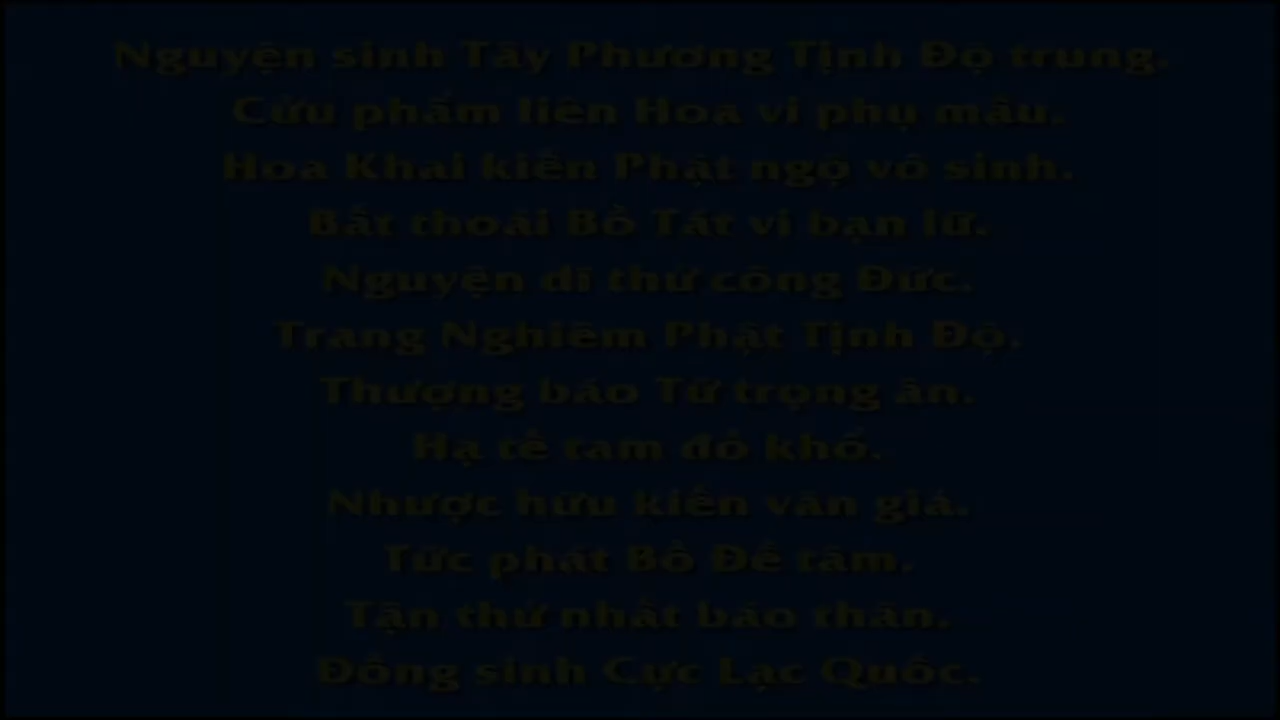 Nguyện sinh Tây Phương Tịnh Độ trung.
Cửu phẩm liên Hoa vi phụ mẫu.
Hoa Khai kiến Phật ngộ vô sinh.
Bất thoái Bồ Tát vi bạn lữ.
Nguyện dĩ thử công Đức.
Trang Nghiêm Phật Tịnh Độ.
Thượng báo Tứ trọng ân.
Hạ tế tam đồ khổ.
Nhược hữu kiến văn giả.
Tức phát Bồ Đề tâm.
Tận thử nhất báo thân.
Đồng sinh Cực Lạc Quốc.